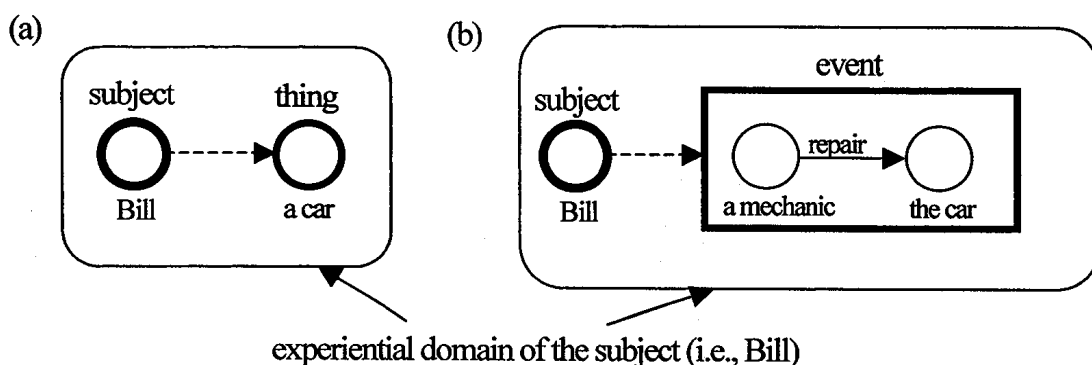 (a)
subject thing
Bill a car
(b)
event
subject
repair
Bill a mechanic the car
experiential domain of the subject (i.e., Bill)